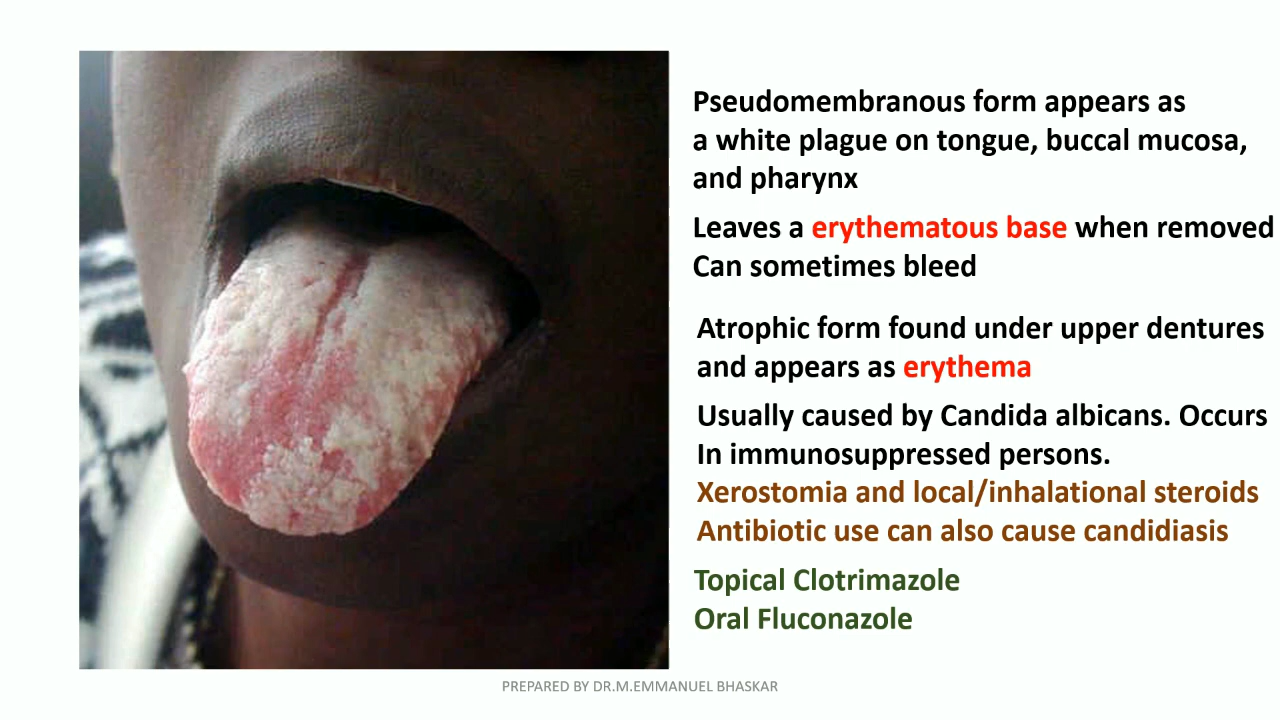 Pseudomembranous form appears as
a white plague on tongue, buccal mucosa,
and pharynx
Leaves a erythematous base when removed
Can sometimes bleed
Atrophic form found under upper dentures
and appears as erythema
Usually caused by Candida albicans. Occurs
In immunosuppressed persons.
Xerostomia and local/inhalational steroids
Antibiotic use can also cause candidiasis
Topical Clotrimazole
Oral Fluconazole
PREPARED BY DR.M.EMMANUEL BHASKAR